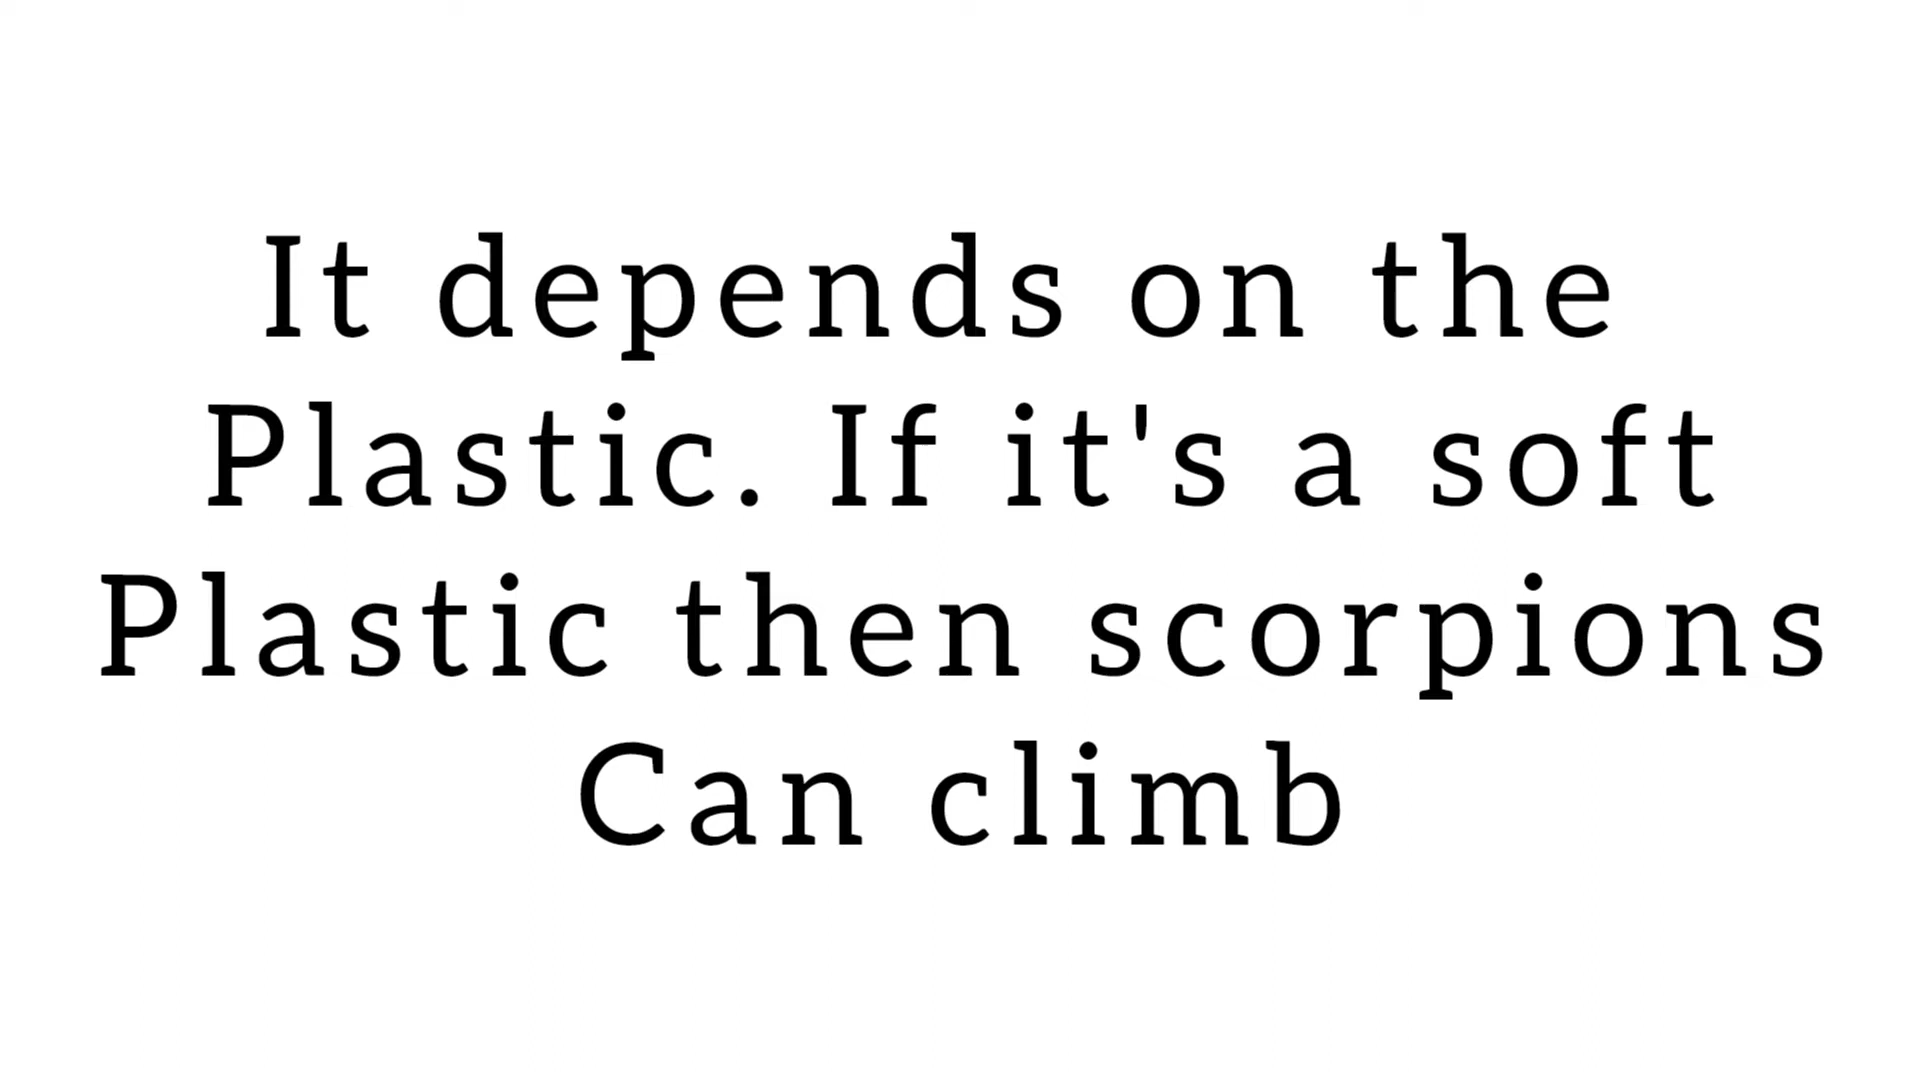 It depends on the
Plastic. If it's a soft
Plastic then scorpions
Can climb